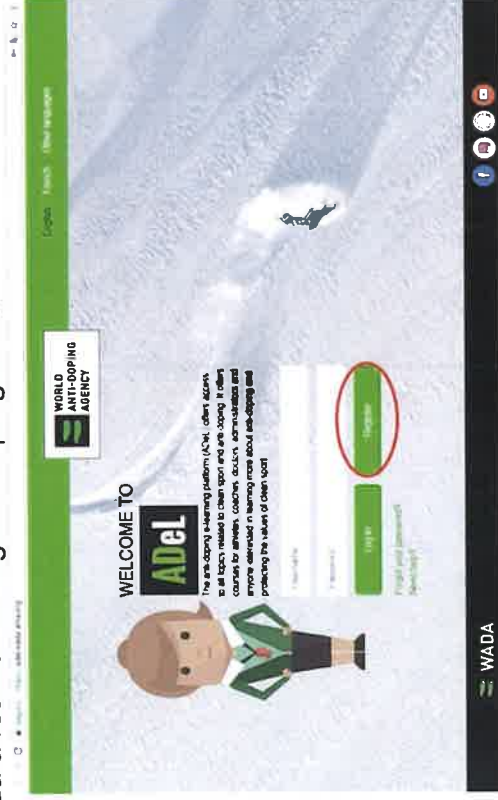 English French Other languages
WORLD
ANTI-DOPING
AGENCY
WELCOME TO
ADeL
The anti-doping e-learning platform (ADeL) offers access
to all topics related to clean sport and anti-doping. It offers
courses for athletes, coaches, doctors, administrators and
anyone interested in learning more about anti-doping and
protecting the values of clean sport.
Username
Password
Log in
Register
Forgot your password?
Need help?
WADA